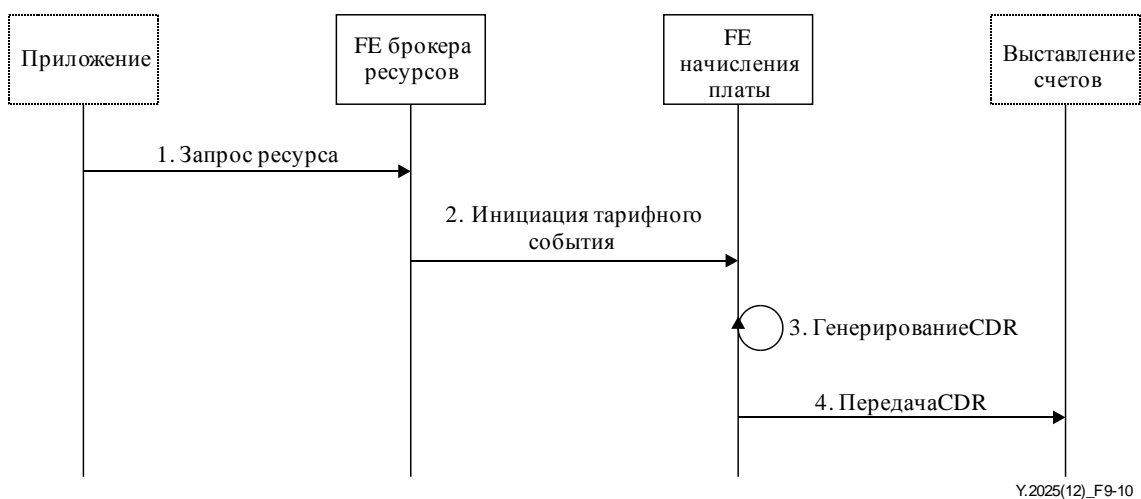 Приложение
FE брокера
ресурсов
FE
начисления
платы
Выставление
счетов
1. Запрос ресурса
2. Инициация тарифного
события
3. ГенерированиеCDR
4. ПередачаCDR
Y.2025(12)_F9-10